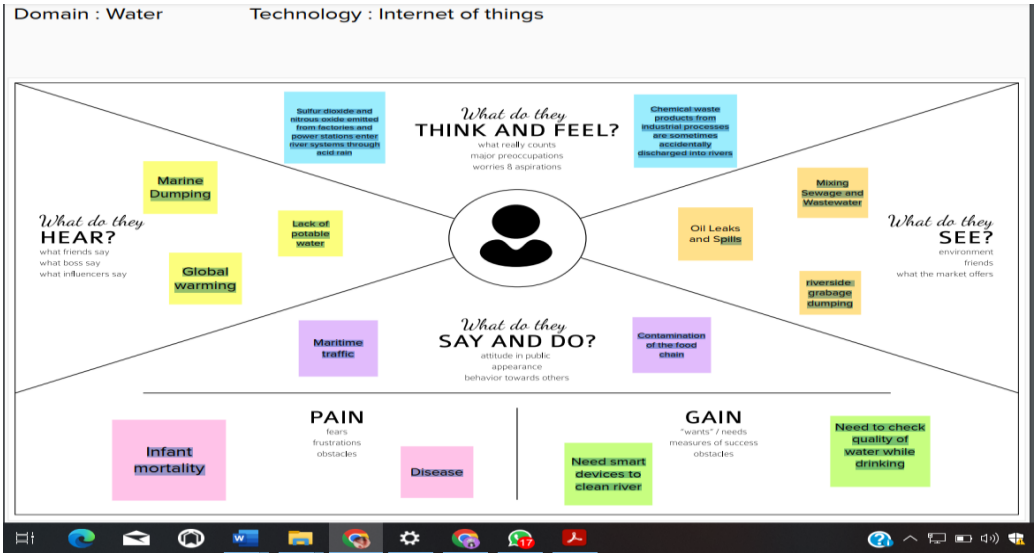 Domain : Water
Technology : Internet of things
Sulfur dioxide and
nitrous oxide emitted
from factories and
power stations enter
river systems through
acid rain
What do they
THINK AND FEEL?
what really counts
major preoccupations
worries & aspirations
Chemical waste
products from
industrial processes
are sometimes
accidentally
discharged into rivers
Marine
Dumping
What do they
HEAR?
what friends say
what boss say
what influencers say
Lack of
potable
water
Global
warming
Mixing
Sewage and
Wastewater
Oil Leaks
and Spills
What do they
SEE?
environment
friends
what the market offers
riverside:
grabage
dumping
Maritime
traffic
What do they
SAY AND DO?
attitude in public
appearance
behavior towards others
Contamination
of the food
chain
PAIN
fears
frustrations
obstacles
Infant
mortality
Disease
GAIN
"wants" / needs
measures of success
obstacles
Need smart
devices to
clean river
Need to check
quality of
water while
drinking
17